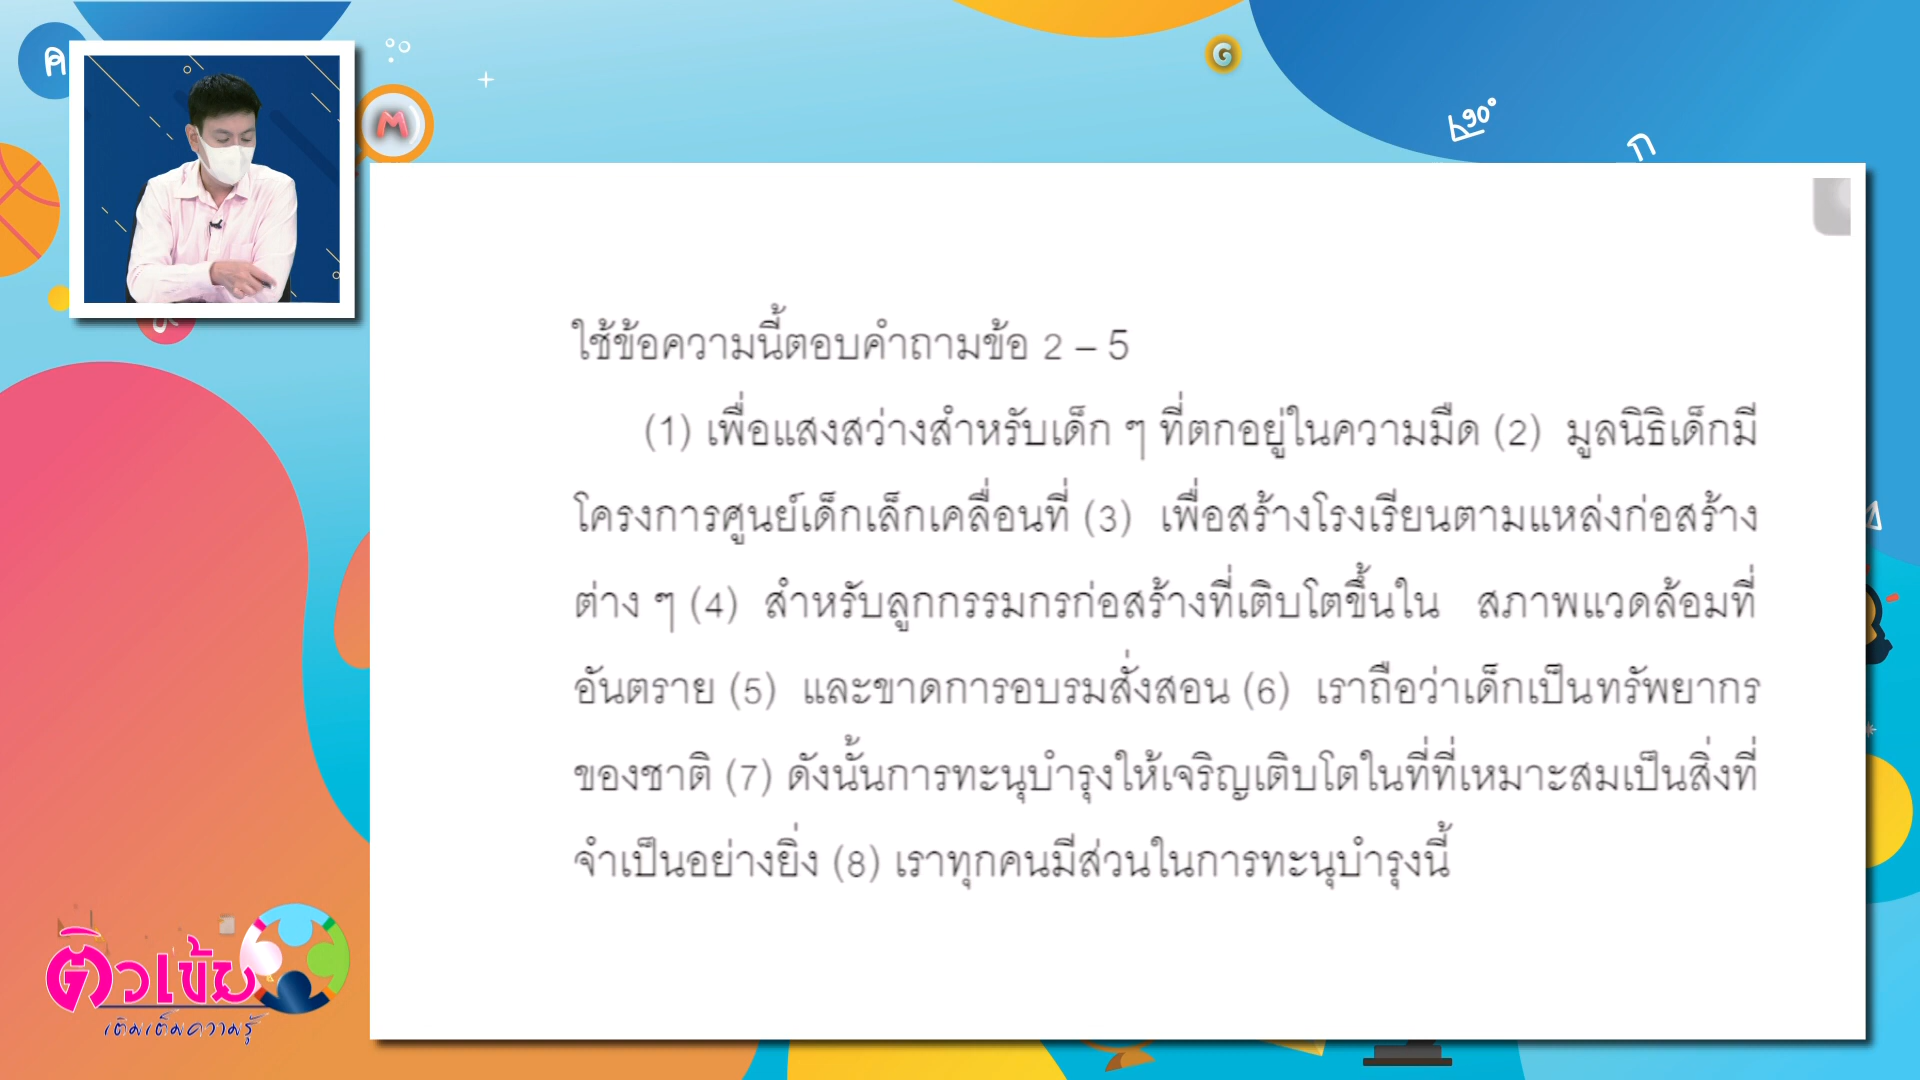 ค
M
G
90°
ก
ใช้ข้อความนี้ตอบคำถามข้อ 2 – 5
(1) เพื่อแสงสว่างสำหรับเด็ก ๆ ที่ตกอยู่ในความมืด (2) มูลนิธิเด็กมี
โครงการศูนย์เด็กเล็กเคลื่อนที่ (3) เพื่อสร้างโรงเรียนตามแหล่งก่อสร้าง
ต่าง ๆ (4) สำหรับลูกกรรมกรก่อสร้างที่เติบโตขึ้นใน สภาพแวดล้อมที่
อันตราย (5) และขาดการอบรมสั่งสอน (6) เราถือว่าเด็กเป็นทรัพยากร
ของชาติ (7) ดังนั้นการทะนุบำรุงให้เจริญเติบโตในที่ที่เหมาะสมเป็นสิ่งที่
จำเป็นอย่างยิ่ง (8) เราทุกคนมีส่วนในการทะนุบำรุงนี้
ติวเข้ม
เติมเต็มความรู้